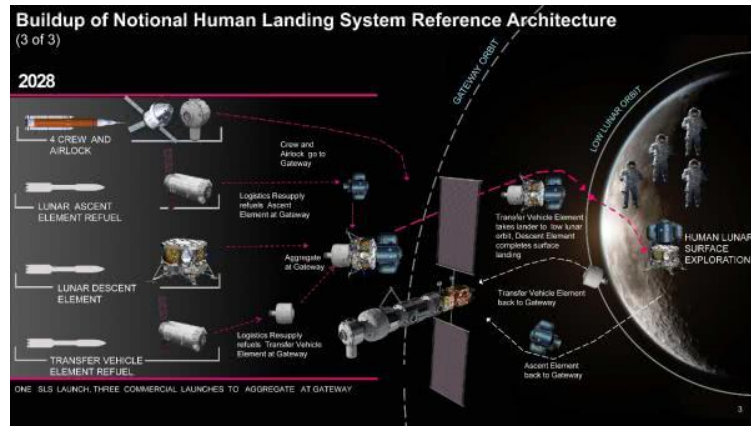 Buildup of Notional Human Landing System Reference Architecture
(3 of 3)
2028
4 CREW AND
AIRLOCK
Crew and
Airlock go to
Gateway
LUNAR ASCENT
ELEMENT REFUEL
Logistics Resupply
refuels Ascent
Element at Gateway
LUNAR DESCENT
ELEMENT
Aggregate
at Gateway
TRANSFER VEHICLE
ELEMENT REFUEL
Logistics Resupply
refuels Transfer Vehicle
Element at Gateway
GATEWAY ORBIT
LOW LUNAR ORBIT
Transfer Vehicle Element
takes lander to low lunar
orbit, Descent Element
completes surface
landing
HUMAN LUNAR
SURFACE
EXPLORATION
Transfer Vehicle Element
back to Gateway
Ascent Element
back to Gateway
ONE SLS LAUNCH. THREE COMMERCIAL LAUNCHES TO AGGREGATE AT GATEWAY
3